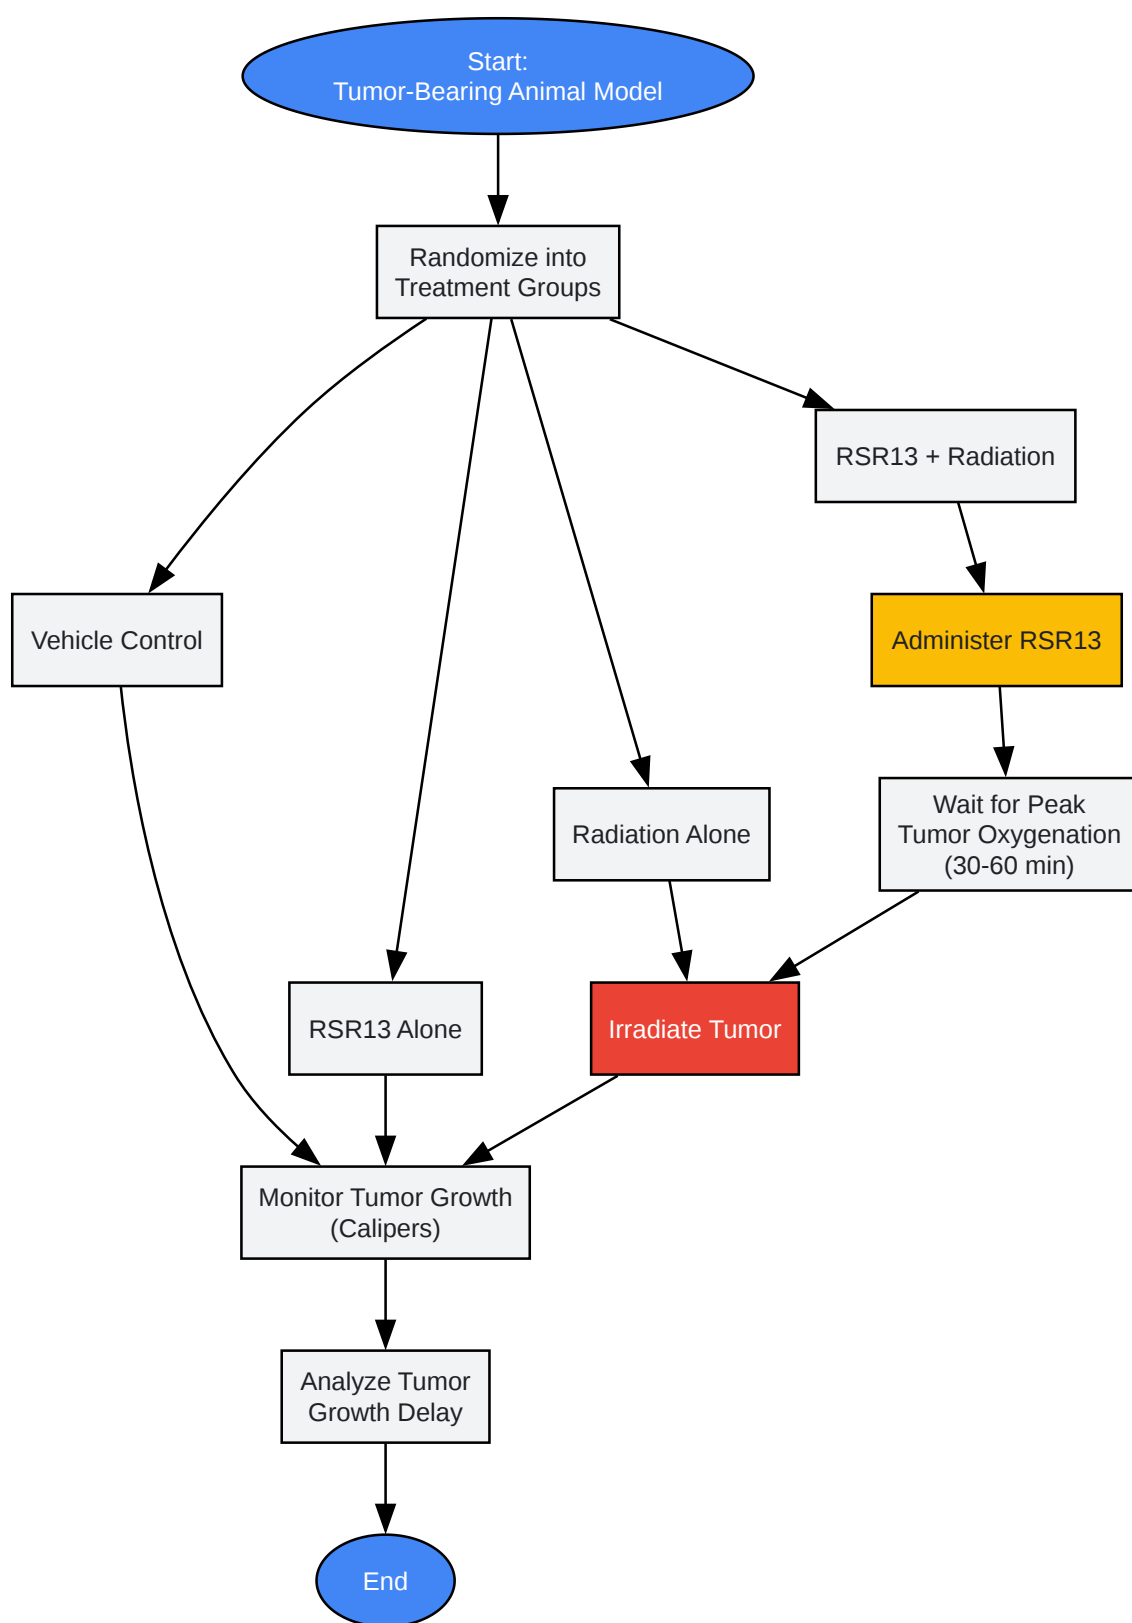 Start:
Tumor-Bearing Animal Model
Randomize into
Treatment Groups
RSR13 + Radiation
Vehicle Control
Administer RSR13
Wait for Peak
Tumor Oxygenation
(30-60 min)
Radiation Alone
RSR13 Alone
Irradiate Tumor
Monitor Tumor Growth
(Calipers)
Analyze Tumor
Growth Delay
End